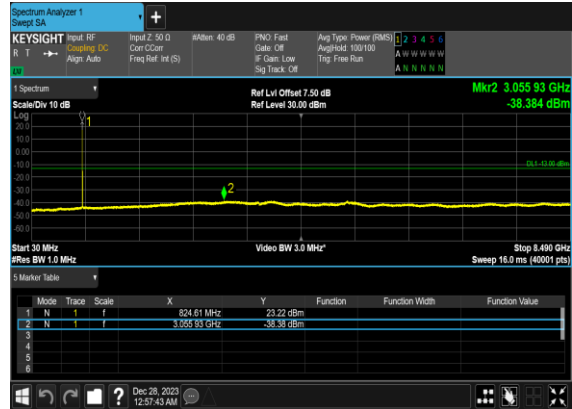 Spectrum Analyzer 1
Swept SA
+
KEYSIGHT Input: RF Input Z: 50 Ω #Atten: 40 dB PNO: Fast Avg Type: Power (RMS) 1 2 3 4 5 6
R T Coupling: DC Corr CCorr Gate: Off Avg|Hold: 100/100 A W W W W W
Align: Auto Freq Ref: Int (S) IF Gain: Low Trig: Free Run
Sig Track: Off A N N N N N
1 Spectrum Ref Lvl Offset 7.50 dB Mkr2 3.055 93 GHz
Scale/Div 10 dB Ref Level 30.00 dBm -38.384 dBm
Log
20.0
10.0
0.00
-10.0
-20.0
-30.0
-40.0
-50.0
-60.0
1
DL1 -13.00 dBm
2
Start 30 MHz Video BW 3.0 MHz* Stop 8.490 GHz
#Res BW 1.0 MHz Sweep 16.0 ms (40001 pts)
5 Marker Table
Mode Trace Scale X Y Function Function Width Function Value
1 N 1 f 824.61 MHz 23.22 dBm
2 N 1 f 3.055 93 GHz -38.38 dBm
3
4
5
6
? Dec 28, 2023
12:57:43 AM